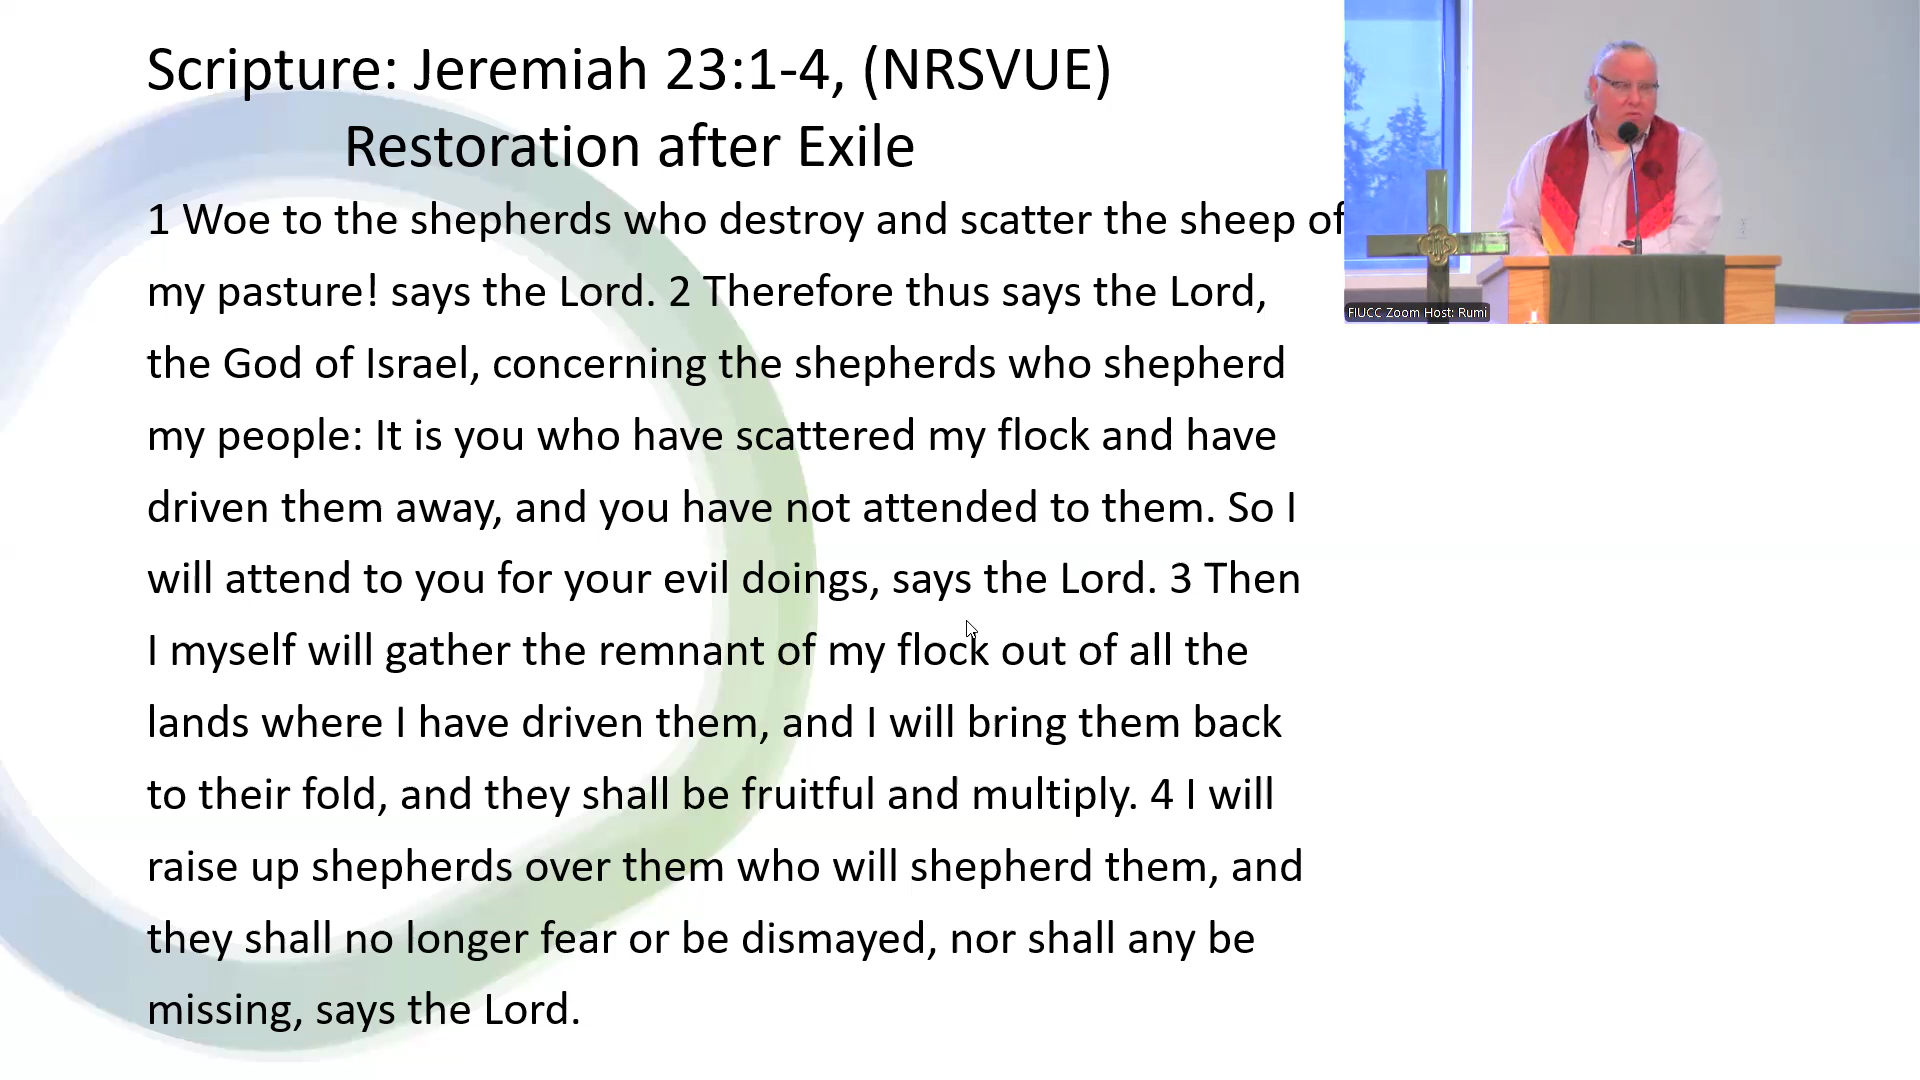 Scripture: Jeremiah 23:1-4, (NRSVUE)
Restoration after Exile
1 Woe to the shepherds who destroy and scatter the sheep of
my pasture! says the Lord. 2 Therefore thus says the Lord,
the God of Israel, concerning the shepherds who shepherd
my people: It is you who have scattered my flock and have
driven them away, and you have not attended to them. So I
will attend to you for your evil doings, says the Lord. 3 Then
I myself will gather the remnant of my flock out of all the
lands where I have driven them, and I will bring them back
to their fold, and they shall be fruitful and multiply. 4 I will
raise up shepherds over them who will shepherd them, and
they shall no longer fear or be dismayed, nor shall any be
missing, says the Lord.
IHS
FIUCC Zoom Host: Rumi